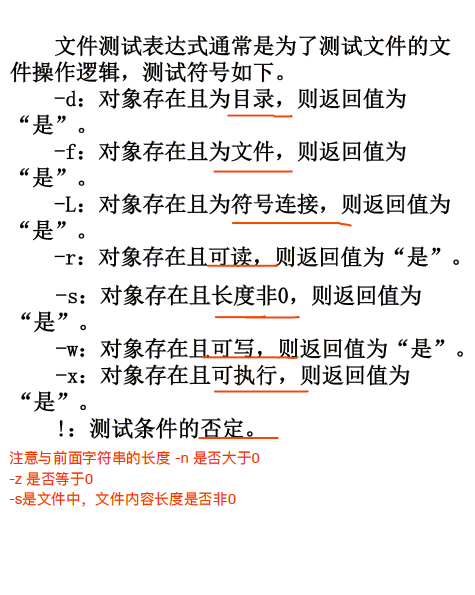 文件测试表达式通常是为了测试文件的文
件操作逻辑，测试符号如下。
-d：对象存在且为目录，则返回值为
“是”。
-f：对象存在且为文件，则返回值为
“是”。
-L：对象存在且为符号连接，则返回值为
“是”。
-r：对象存在且可读，则返回值为“是”。
-s：对象存在且长度非0，则返回值为
“是”。
-w：对象存在且可写，则返回值为“是”。
-x：对象存在且可执行，则返回值为
“是”。
!：测试条件的否定。
注意与前面字符串的长度 -n 是否大于0
-z 是否等于0
-s是文件中，文件内容长度是否非0